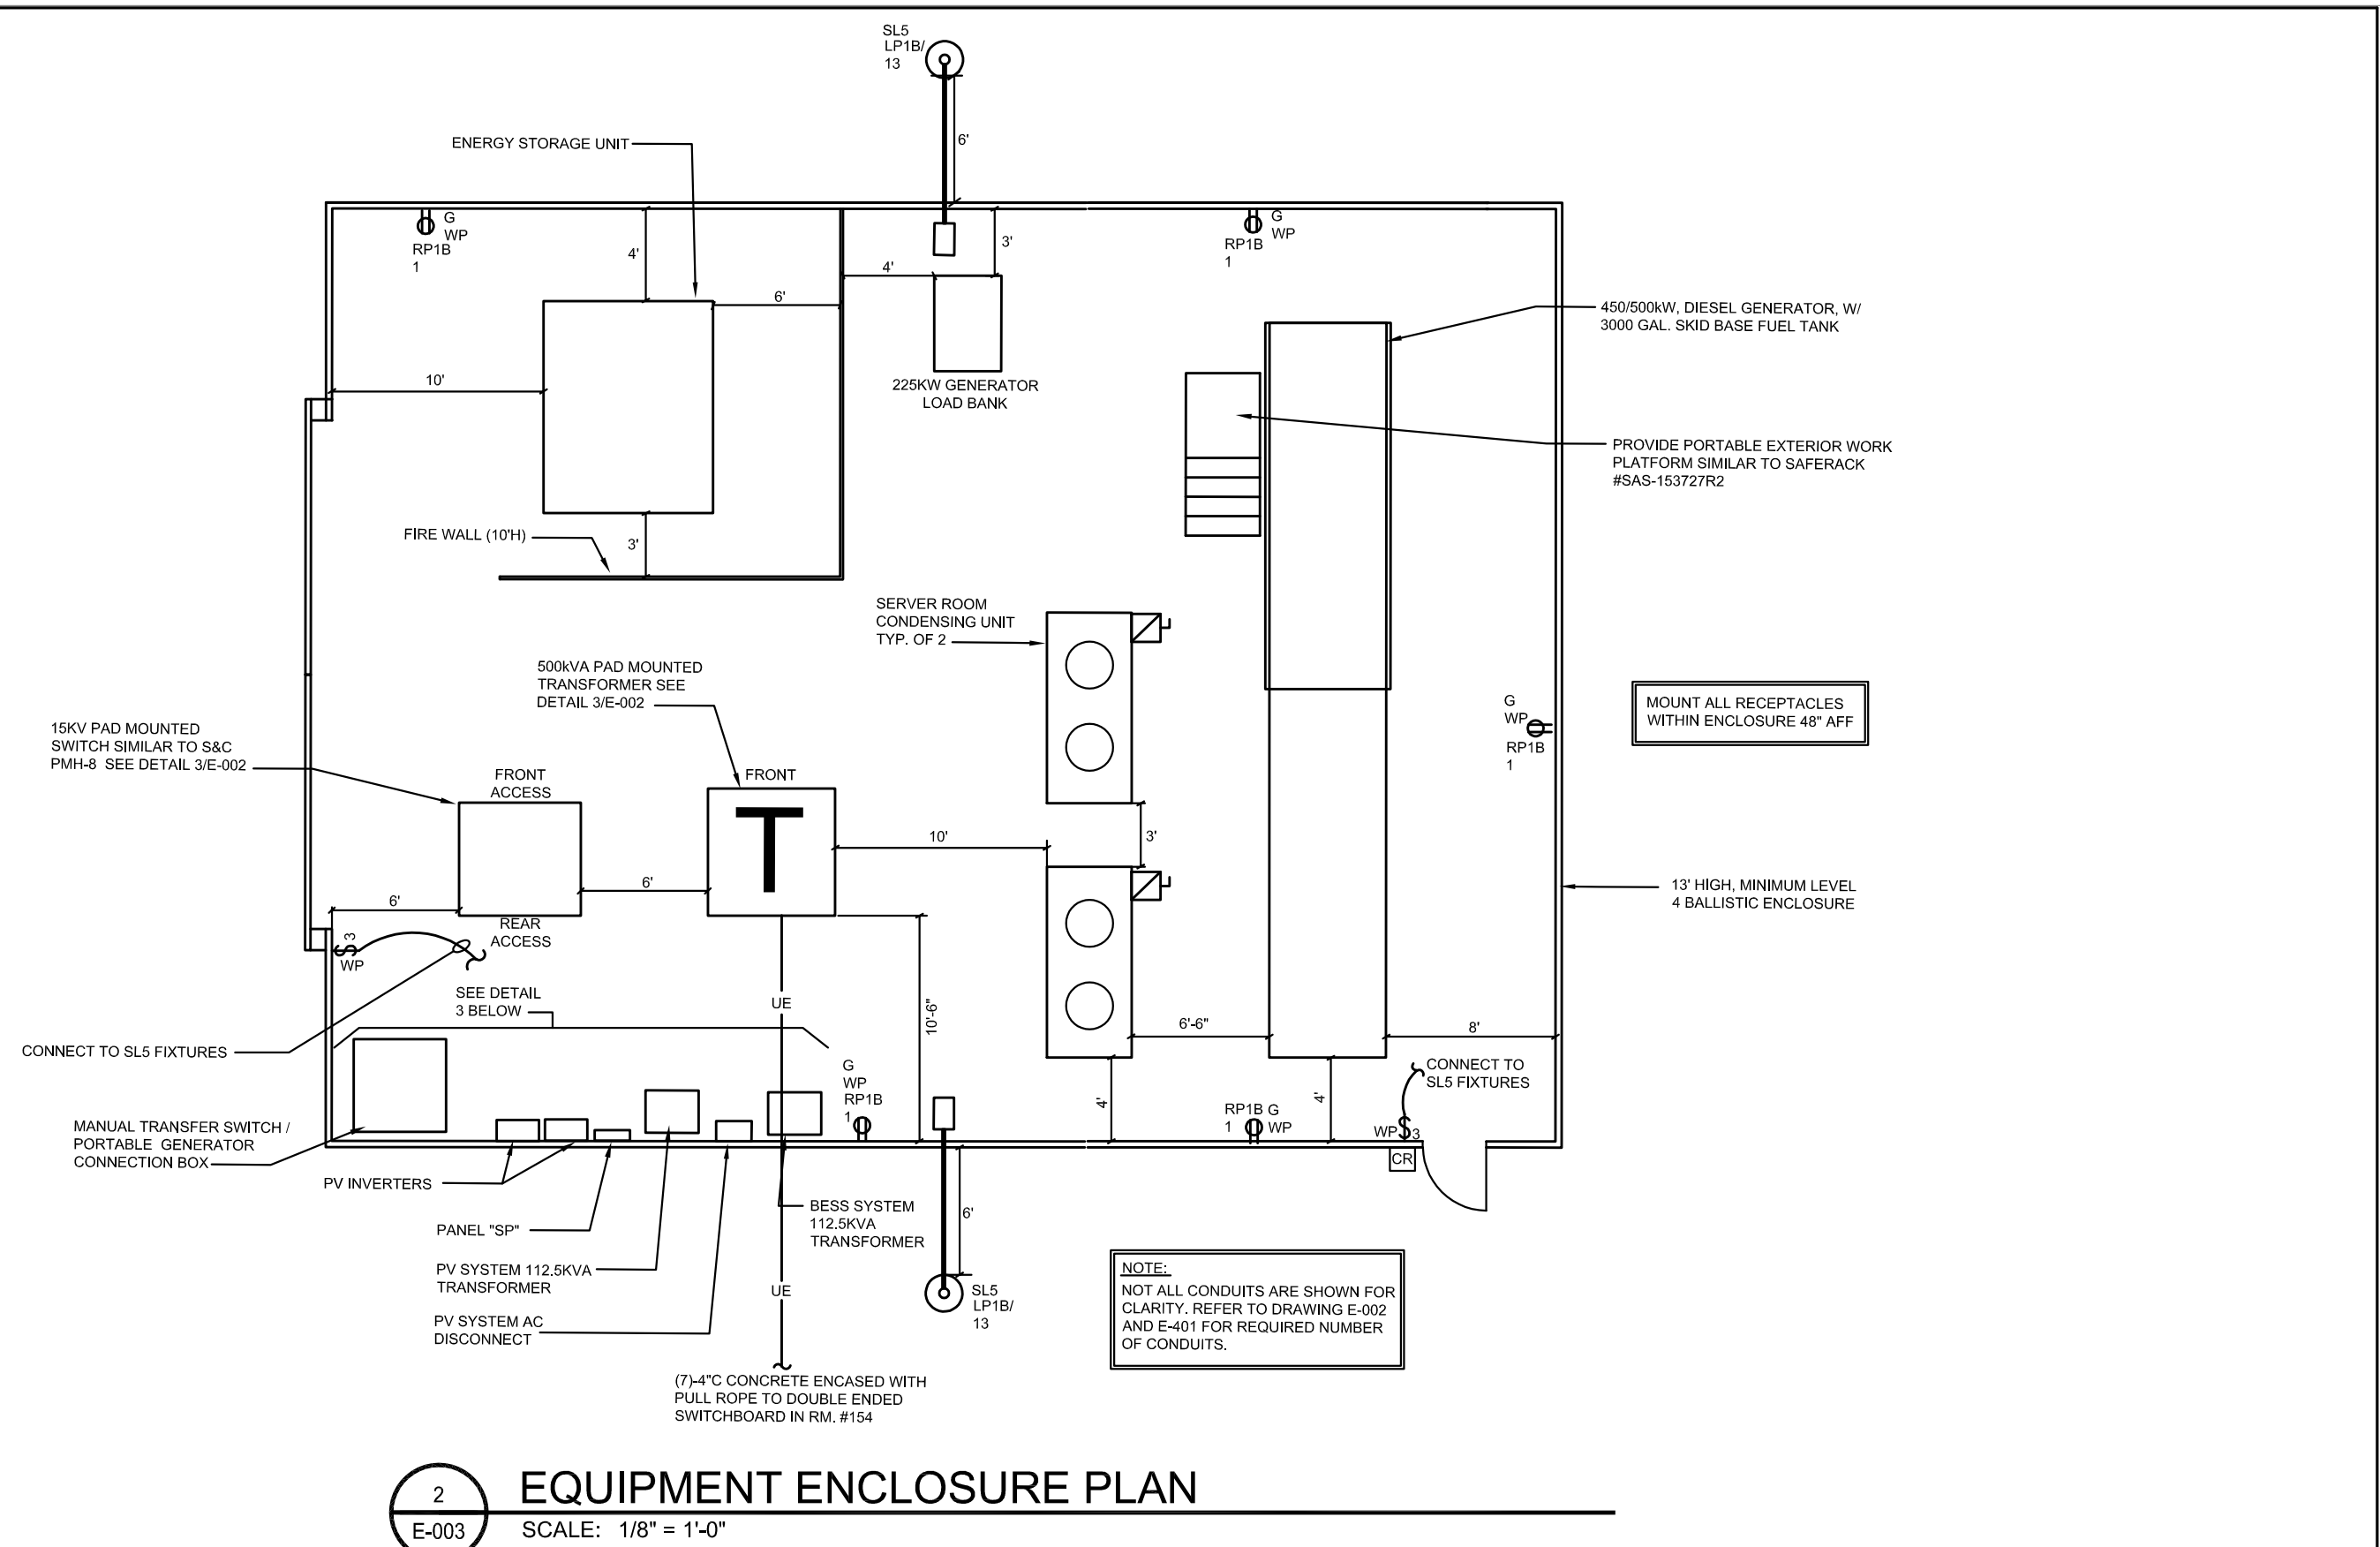 SL5
LP1B/
13
6'
ENERGY STORAGE UNIT
G
WP
RP1B
1
4'
6'
4'
3'
G
WP
RP1B
1
10'
225KW GENERATOR
LOAD BANK
450/500kW, DIESEL GENERATOR, W/
3000 GAL. SKID BASE FUEL TANK
PROVIDE PORTABLE EXTERIOR WORK
PLATFORM SIMILAR TO SAFERACK
#SAS-153727R2
FIRE WALL (10'H)
3'
SERVER ROOM
CONDENSING UNIT
TYP. OF 2
500kVA PAD MOUNTED
TRANSFORMER SEE
DETAIL 3/E-002
15KV PAD MOUNTED
SWITCH SIMILAR TO S&C
PMH-8 SEE DETAIL 3/E-002
FRONT
ACCESS
FRONT
T
G
WP
RP1B
1
MOUNT ALL RECEPTACLES
WITHIN ENCLOSURE 48" AFF
10'
3'
6'
6'
REAR
ACCESS
13' HIGH, MINIMUM LEVEL
4 BALLISTIC ENCLOSURE
$
3
WP
SEE DETAIL
3 BELOW
UE
10'-6"
6'-6"
8'
CONNECT TO SL5 FIXTURES
G
WP
RP1B
1
4'
4'
CONNECT TO
SL5 FIXTURES
RP1B G
1 WP
WP $ 3
CR
MANUAL TRANSFER SWITCH /
PORTABLE GENERATOR
CONNECTION BOX
PV INVERTERS
PANEL "SP"
BESS SYSTEM
112.5KVA
TRANSFORMER
6'
PV SYSTEM 112.5KVA
TRANSFORMER
UE
SL5
LP1B/
13
PV SYSTEM AC
DISCONNECT
NOTE:
NOT ALL CONDUITS ARE SHOWN FOR
CLARITY. REFER TO DRAWING E-002
AND E-401 FOR REQUIRED NUMBER
OF CONDUITS.
(7)-4"C CONCRETE ENCASED WITH
PULL ROPE TO DOUBLE ENDED
SWITCHBOARD IN RM. #154
2
E-003
EQUIPMENT ENCLOSURE PLAN
SCALE: 1/8" = 1'-0"